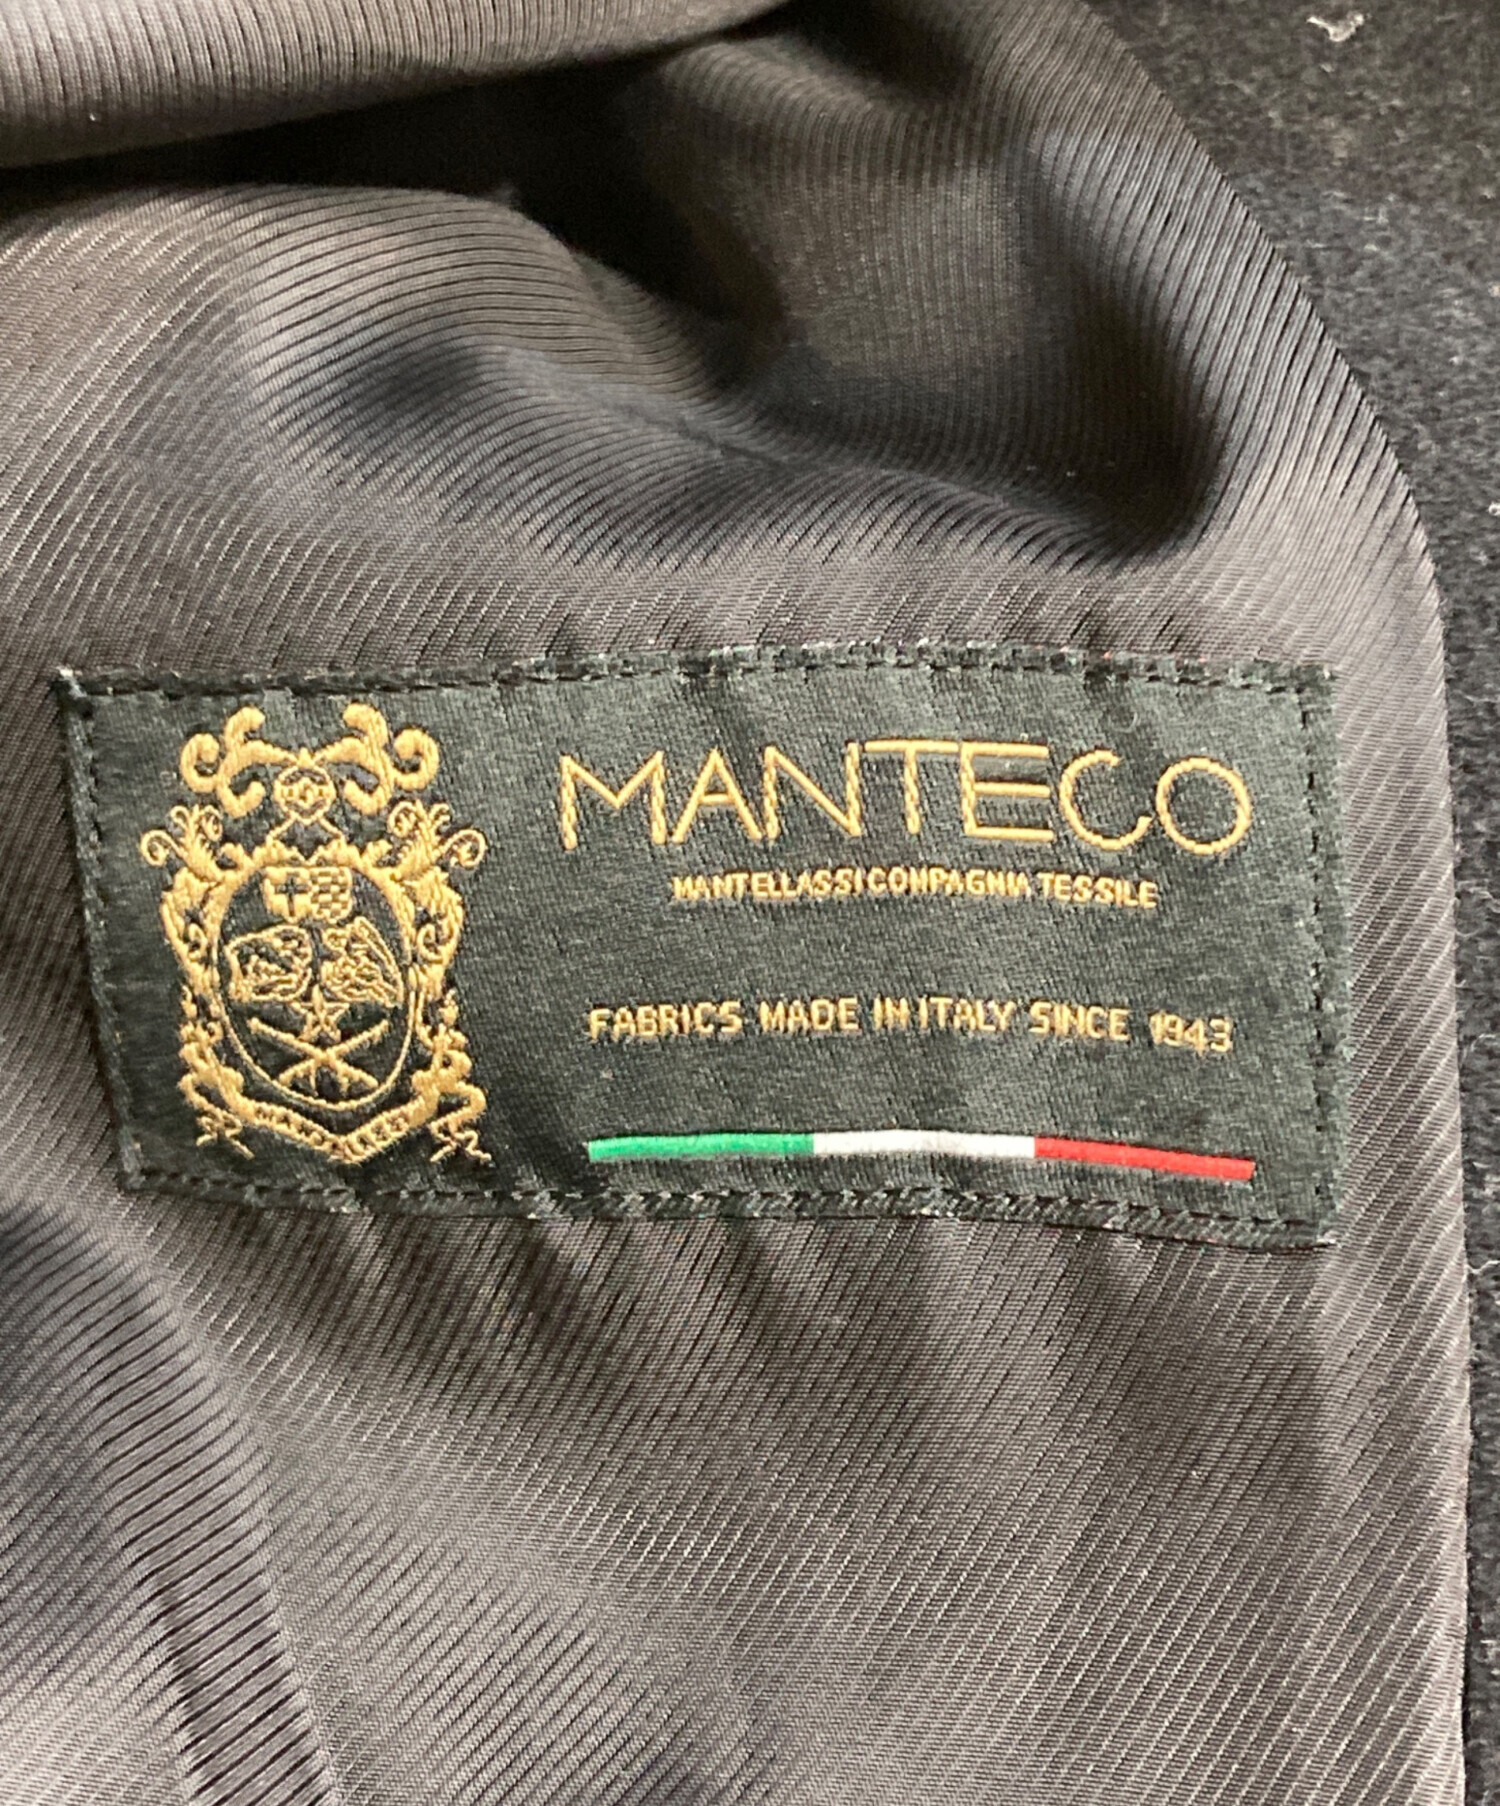 MANTECO
MANTELLASSI COMPAGNIA TESSILE
FABRICS MADE IN ITALY SINCE 1943